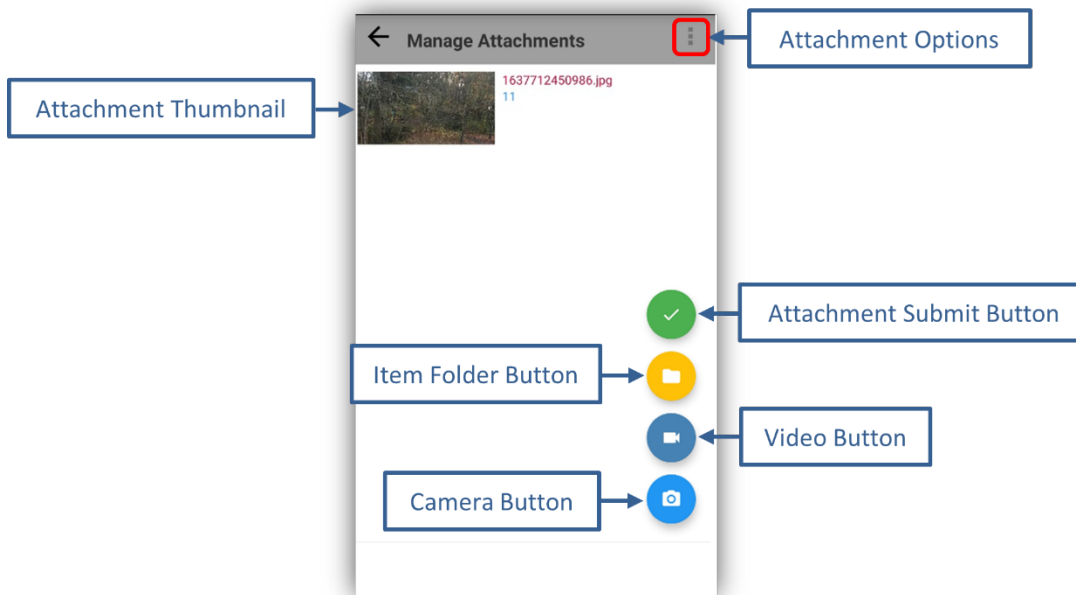 Manage Attachments
Attachment Options
1637712450986.jpg
11
Attachment Thumbnail
Attachment Submit Button
Item Folder Button
Video Button
Camera Button